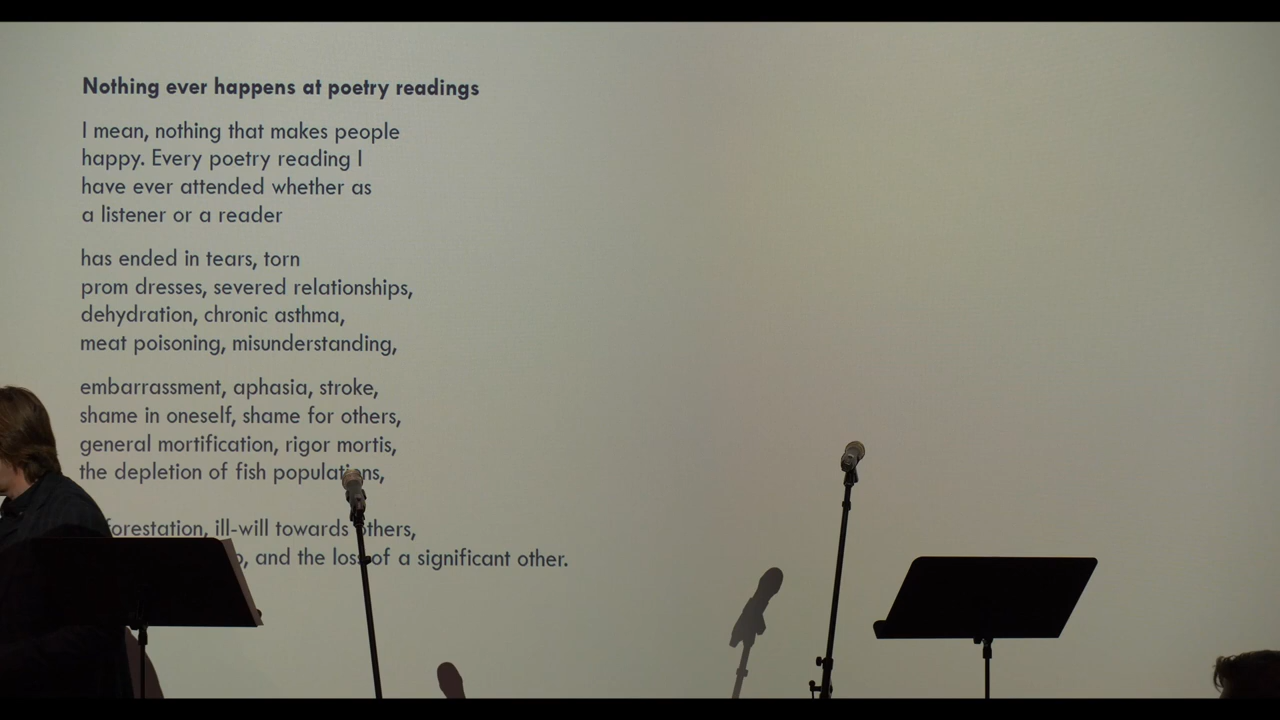 Nothing ever happens at poetry readings
I mean, nothing that makes people
happy. Every poetry reading I
have ever attended whether as
a listener or a reader
has ended in tears, torn
prom dresses, severed relationships,
dehydration, chronic asthma,
meat poisoning, misunderstanding,
embarrassment, aphasia, stroke,
shame in oneself, shame for others,
general mortification, rigor mortis,
the depletion of fish populations,
forestation, ill-will towards others,
and the loss of a significant other.